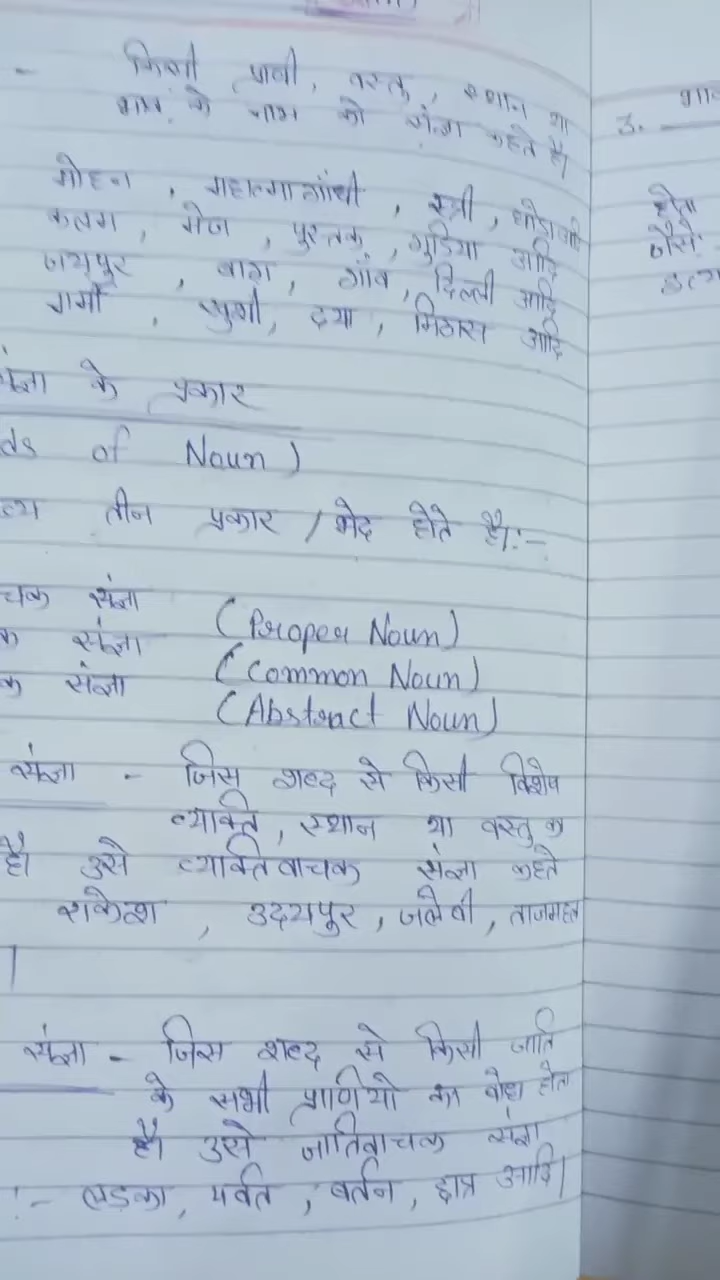 - किसी प्राणी, वस्तु, स्थान या
भाव के नाम को संज्ञा कहते है।
मोहन, महात्मा गांधी, स्त्री, घोड़ा आदि
कलम, मेज, पुस्तक, गुडिया आदि
जयपुर, बाग, गाँव, दिल्ली आदि
गर्मी, खुशी, दया, मिठास आदि
के प्रकार
of Noun)
तीन प्रकार / भेद होते है:-
चक संज्ञा (Proper Noun)
क संज्ञा (Common Noun)
क संज्ञा (Abstract Noun)
संज्ञा - जिस शब्द से किसी विशेष
व्याक्ति, स्थान या वस्तु क
है। उसे व्याक्तिवाचक संज्ञा कहते
राकेश, उदयपुर, जलेबी, ताजमहल
|
संज्ञा - जिस शब्द से किसी जाति
के सभी प्राणियो का बोध होता
है। उसे जातिवाचक संज्ञा
:- लड़का, पर्वत, बर्तन, छात्र आदि।
3.
होता
जैसे: